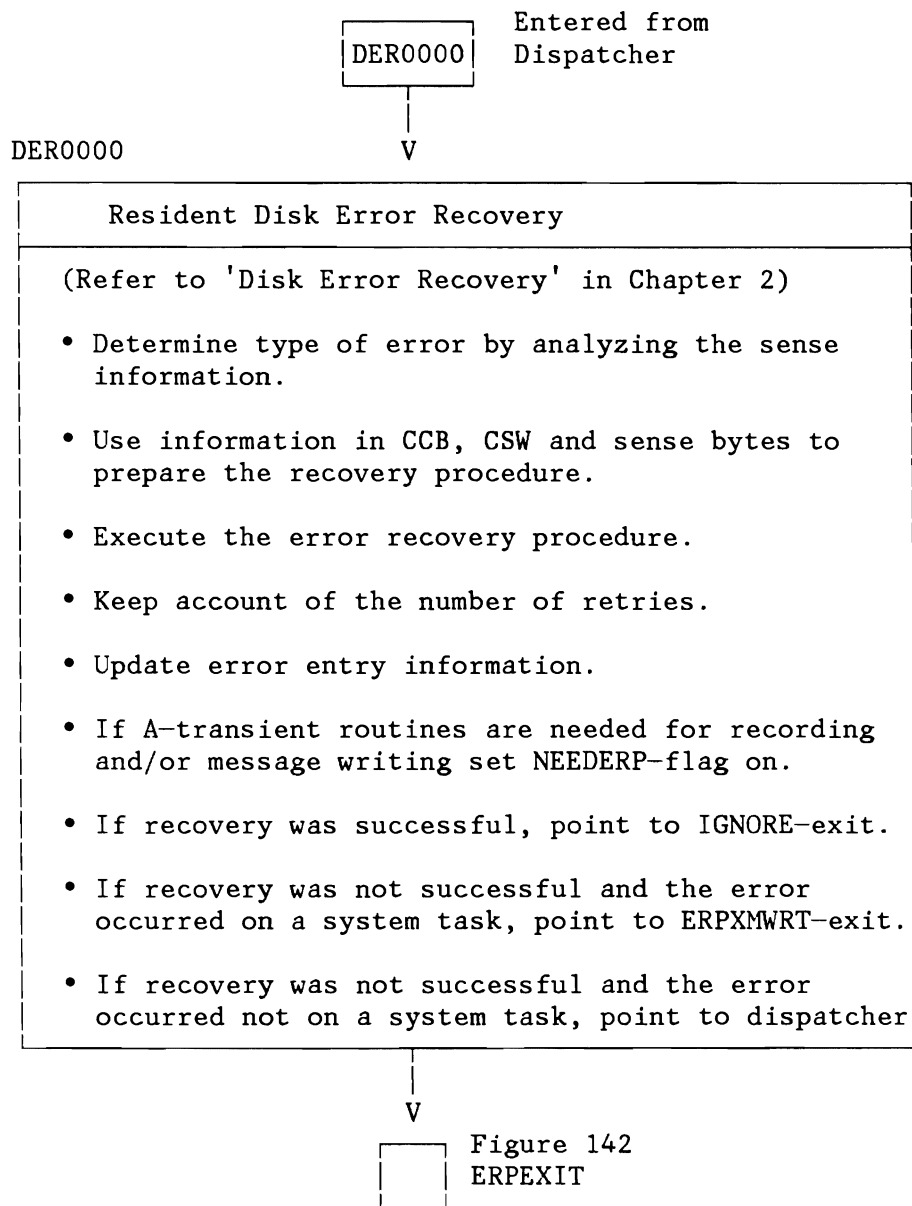 Entered from
DER0000 Dispatcher
DER0000 V
Resident Disk Error Recovery
(Refer to 'Disk Error Recovery' in Chapter 2)
• Determine type of error by analyzing the sense
information.
• Use information in CCB, CSW and sense bytes to
prepare the recovery procedure.
• Execute the error recovery procedure.
• Keep account of the number of retries.
• Update error entry information.
• If A-transient routines are needed for recording
and/or message writing set NEEDERP-flag on.
• If recovery was successful, point to IGNORE-exit.
• If recovery was not successful and the error
occurred on a system task, point to ERPXMWRT-exit.
• If recovery was not successful and the error
occurred not on a system task, point to dispatcher
V
Figure 142
ERPEXIT